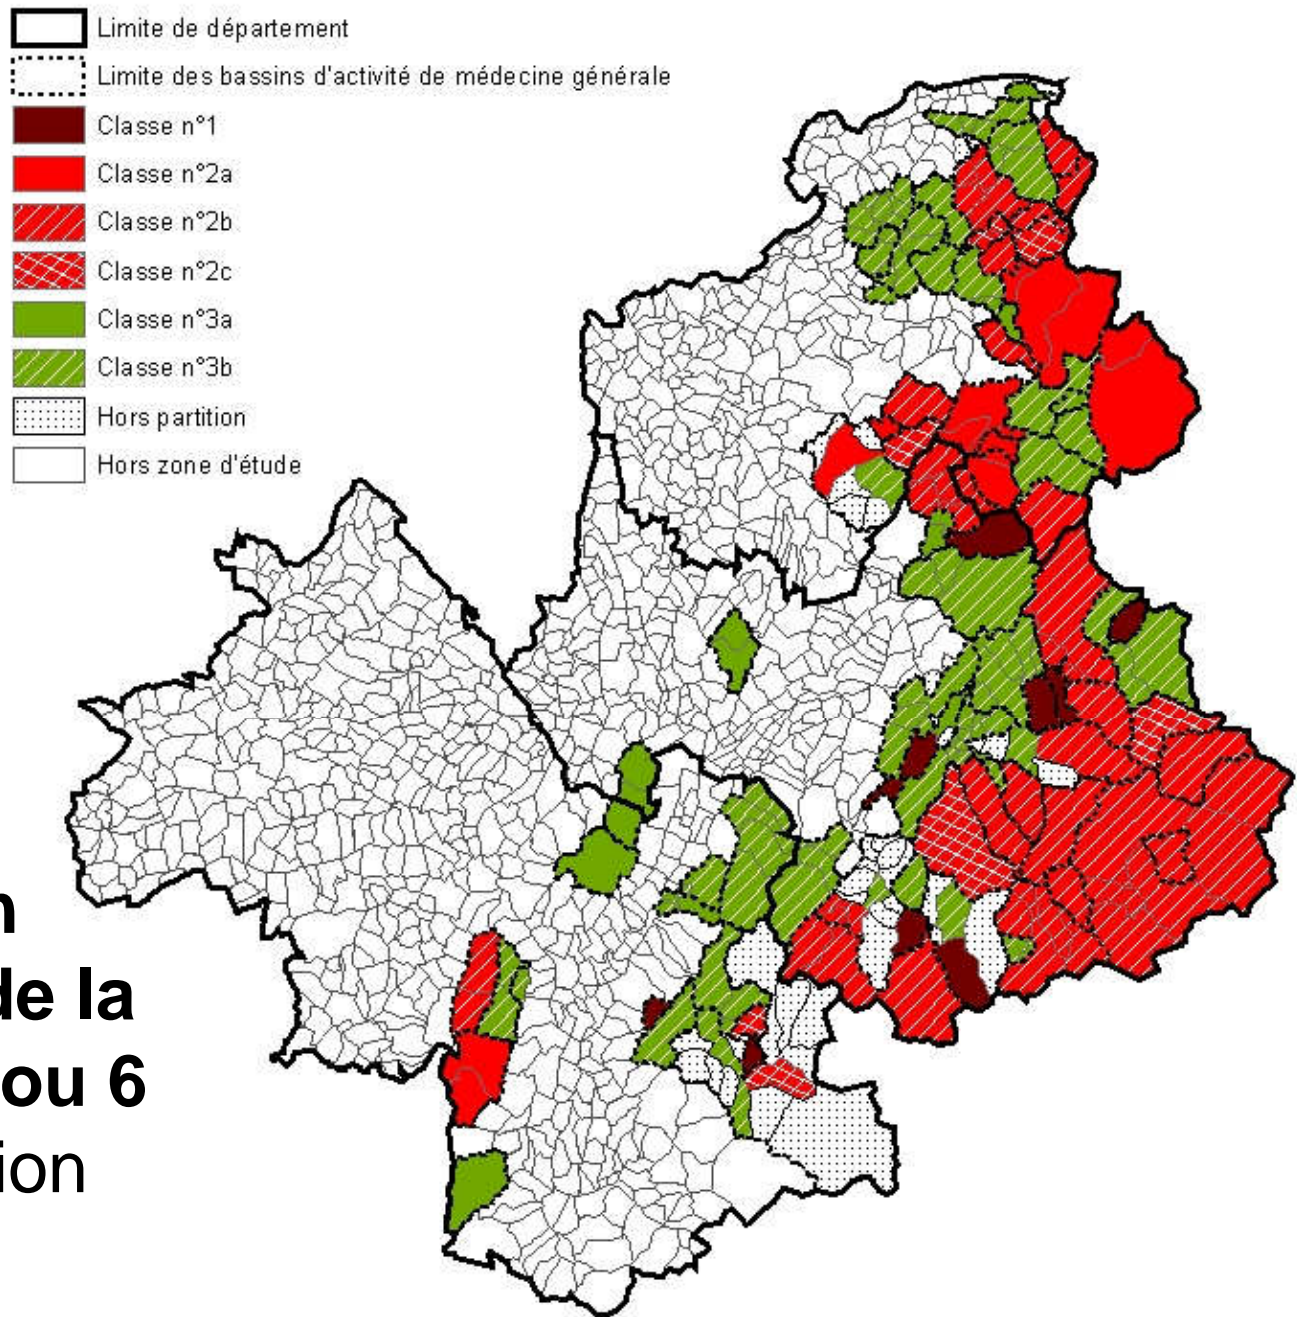 Limite de département
Limite des bassins d'activité de médecine générale
Classe n°1
Classe n°2a
Classe n°2b
Classe n°2c
Classe n°3a
Classe n°3b
Hors partition
Hors zone d'étude
n
de la
ou 6
ion